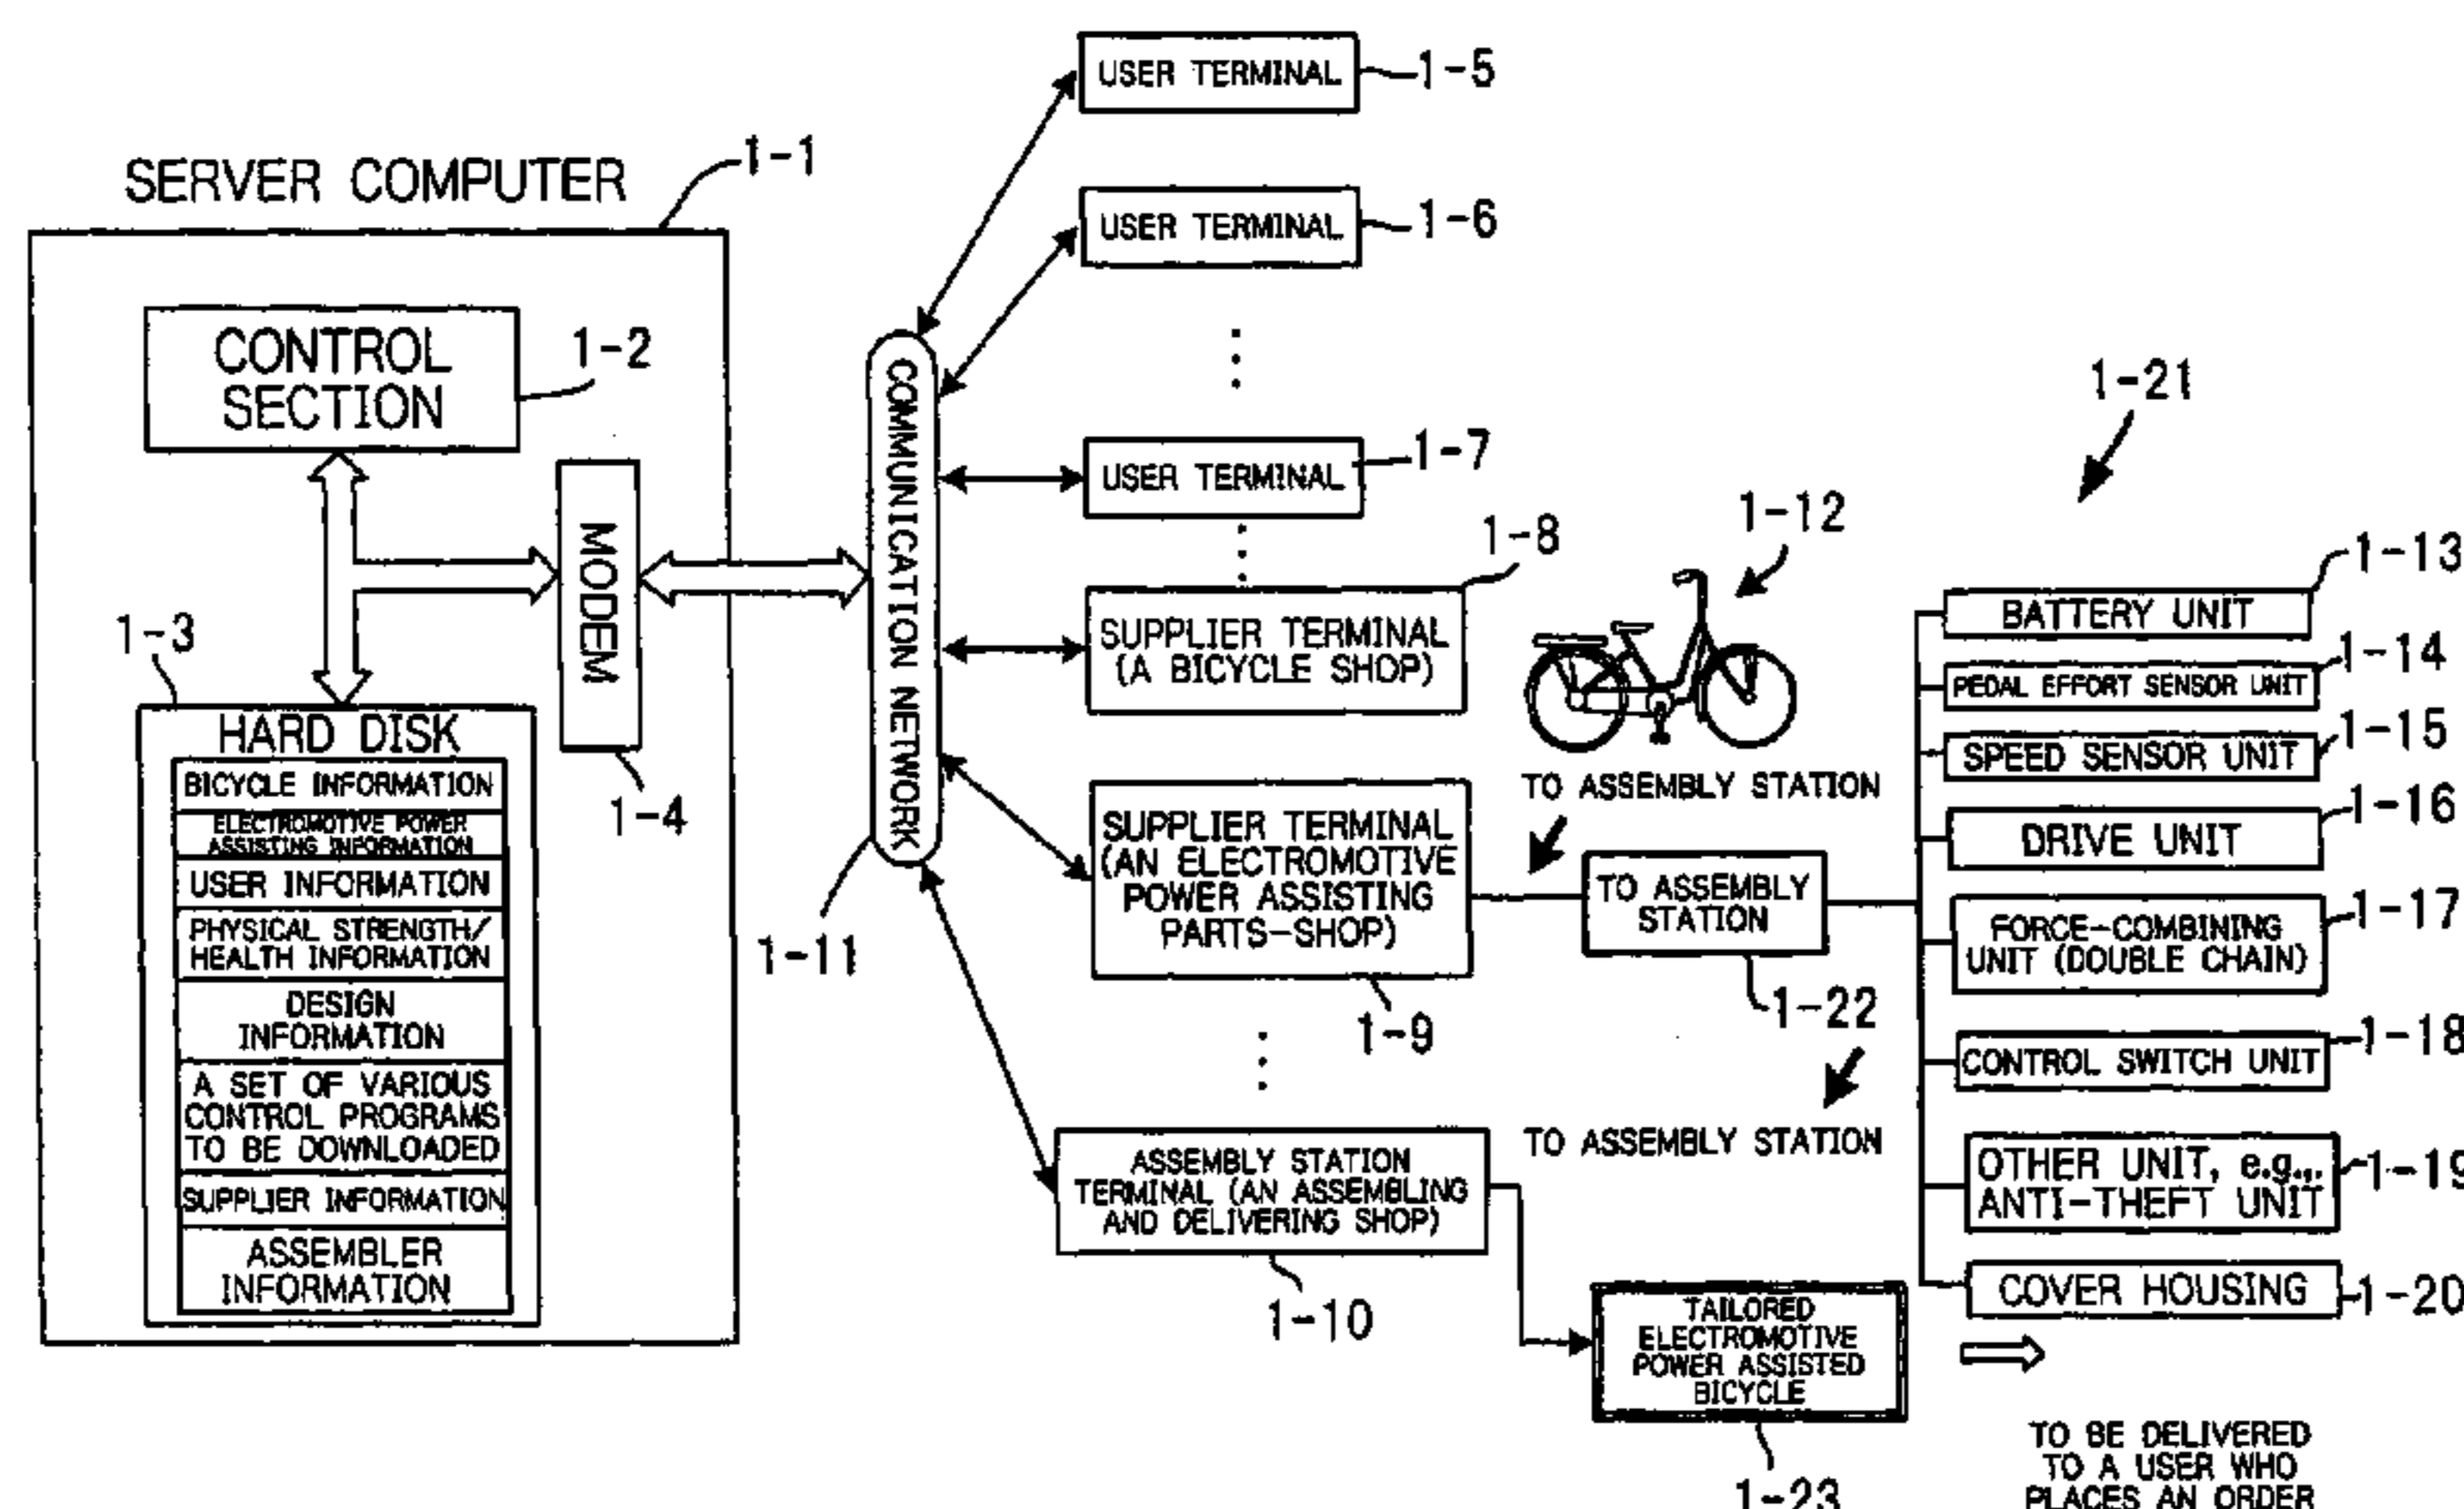 SERVER COMPUTER
1-1
CONTROL
SECTION
1-2
MODEM
1-4
1-3
HARD DISK
BICYCLE INFORMATION
ELECTROMOTIVE POWER
ASSISTING INFORMATION
USER INFORMATION
PHYSICAL STRENGTH/
HEALTH INFORMATION
DESIGN
INFORMATION
A SET OF VARIOUS
CONTROL PROGRAMS
TO BE DOWNLOADED
SUPPLIER INFORMATION
ASSEMBLER
INFORMATION
COMMUNICATION NETWORK
1-11
USER TERMINAL
1-5
USER TERMINAL
1-6
USER TERMINAL
1-7
SUPPLIER TERMINAL
(A BICYCLE SHOP)
1-8
1-12
TO ASSEMBLY STATION
SUPPLIER TERMINAL
(AN ELECTROMOTIVE
POWER ASSISTING
PARTS-SHOP)
1-9
TO ASSEMBLY
STATION
1-22
TO ASSEMBLY STATION
ASSEMBLY STATION
TERMINAL (AN ASSEMBLING
AND DELIVERING SHOP)
1-10
TAILORED
ELECTROMOTIVE
POWER ASSISTED
BICYCLE
1-23
1-21
BATTERY UNIT
1-13
PEDAL EFFORT SENSOR UNIT
1-14
SPEED SENSOR UNIT
1-15
DRIVE UNIT
1-16
FORCE-COMBINING
UNIT (DOUBLE CHAIN)
1-17
CONTROL SWITCH UNIT
1-18
OTHER UNIT, e.g.,.
ANTI-THEFT UNIT
1-19
COVER HOUSING
1-20
TO BE DELIVERED
TO A USER WHO
PLACES AN ORDER